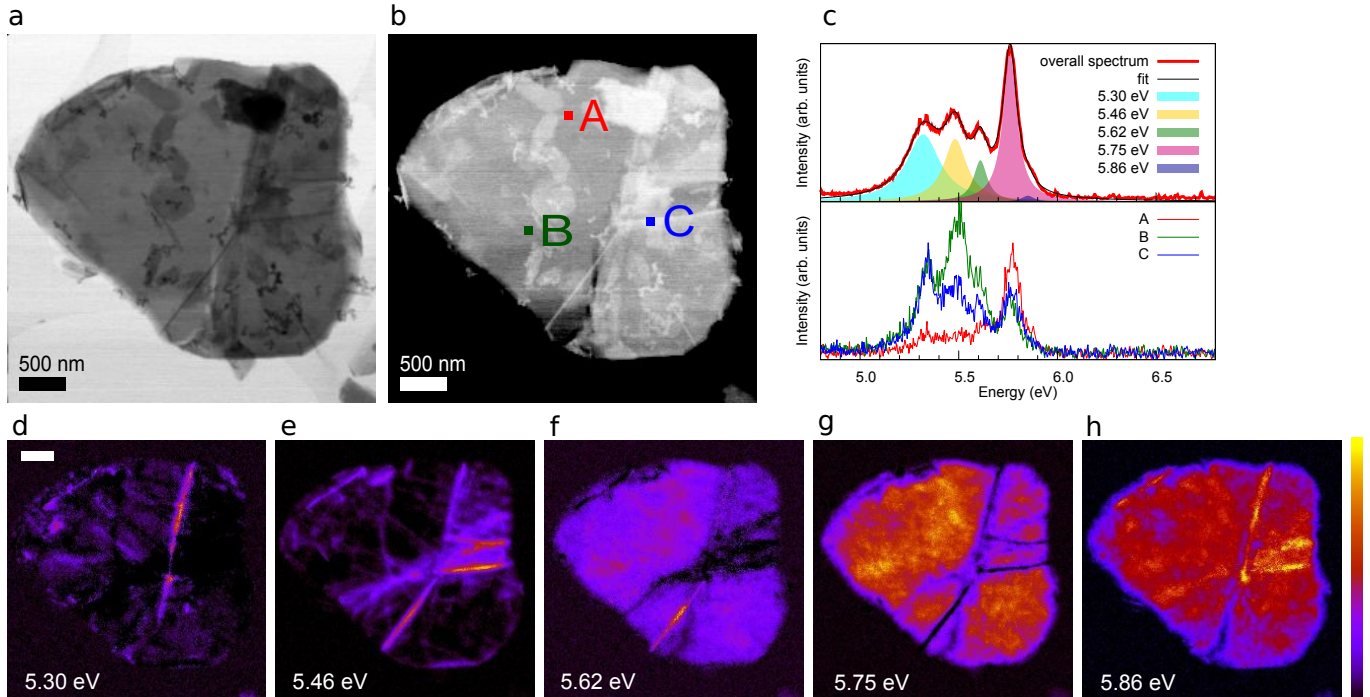 a
b
c
A
B
C
500 nm
500 nm
Intensity (arb. units)
overall spectrum
fit
5.30 eV
5.46 eV
5.62 eV
5.75 eV
5.86 eV
Intensity (arb. units)
A
B
C
5.0 5.5 6.0 6.5
Energy (eV)
d
e
f
g
h
5.30 eV
5.46 eV
5.62 eV
5.75 eV
5.86 eV